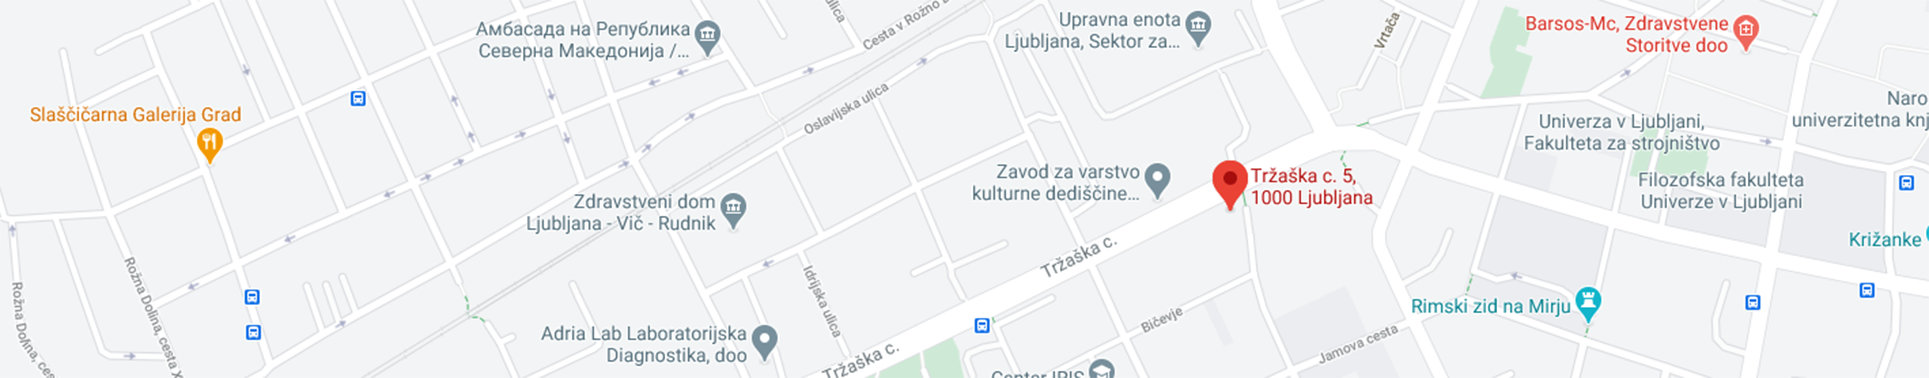 ulica
Cesta v Rožno
Амбасада на Република
Северна Македонија /...
Upravna enota
Ljubljana, Sektor za...
Vrtača
Barsos-Mc, Zdravstvene
Storitve doo
Slaščičarna Galerija Grad
Oslavijska ulica
Naro
univerzitetna knj
Univerza v Ljubljani,
Fakulteta za strojništvo
Zavod za varstvo
kulturne dediščine...
Tržaška c. 5,
1000 Ljubljana
Filozofska fakulteta
Univerze v Ljubljani
Zdravstveni dom
Ljubljana - Vič - Rudnik
Križanke
Tržaška c.
Rožna Dolina, cesta X
Rožna Dolina, ces
Idrijska ulica
Rimski zid na Mirju
Bičevje
Adria Lab Laboratorijska
Diagnostika, doo
Jamova cesta
Tržaška c.
Center IRIS